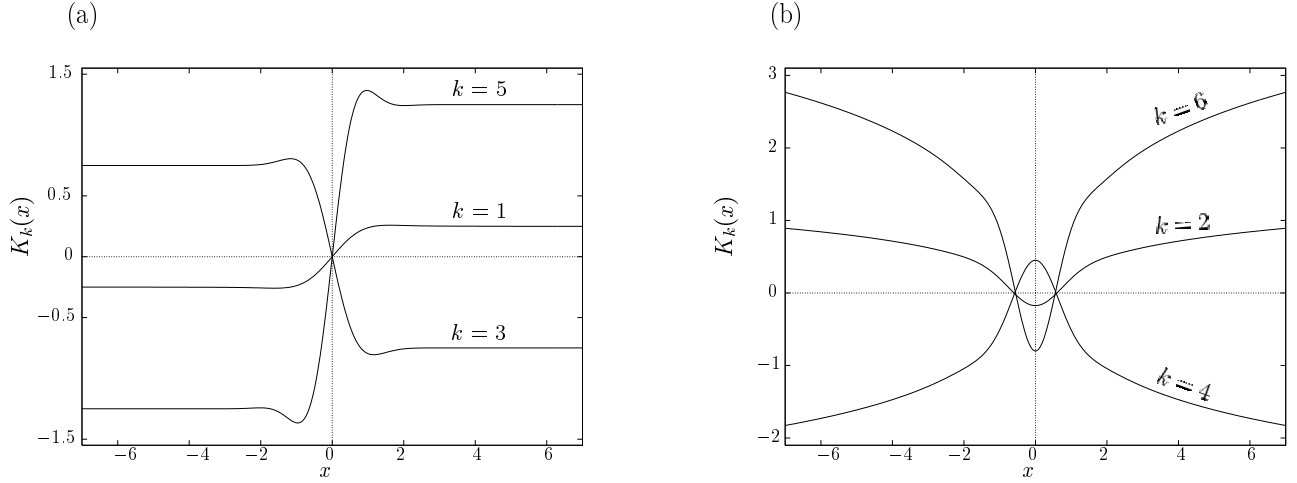 (a)
1.5
0.5
0
−0.5
−1.5
K_k(x)
k = 5
k = 1
k = 3
−6 −4 −2 0 2 4 6
x
(b)
3
2
1
0
−1
−2
K_k(x)
k = 6
k = 2
k = 4
−6 −4 −2 0 2 4 6
x